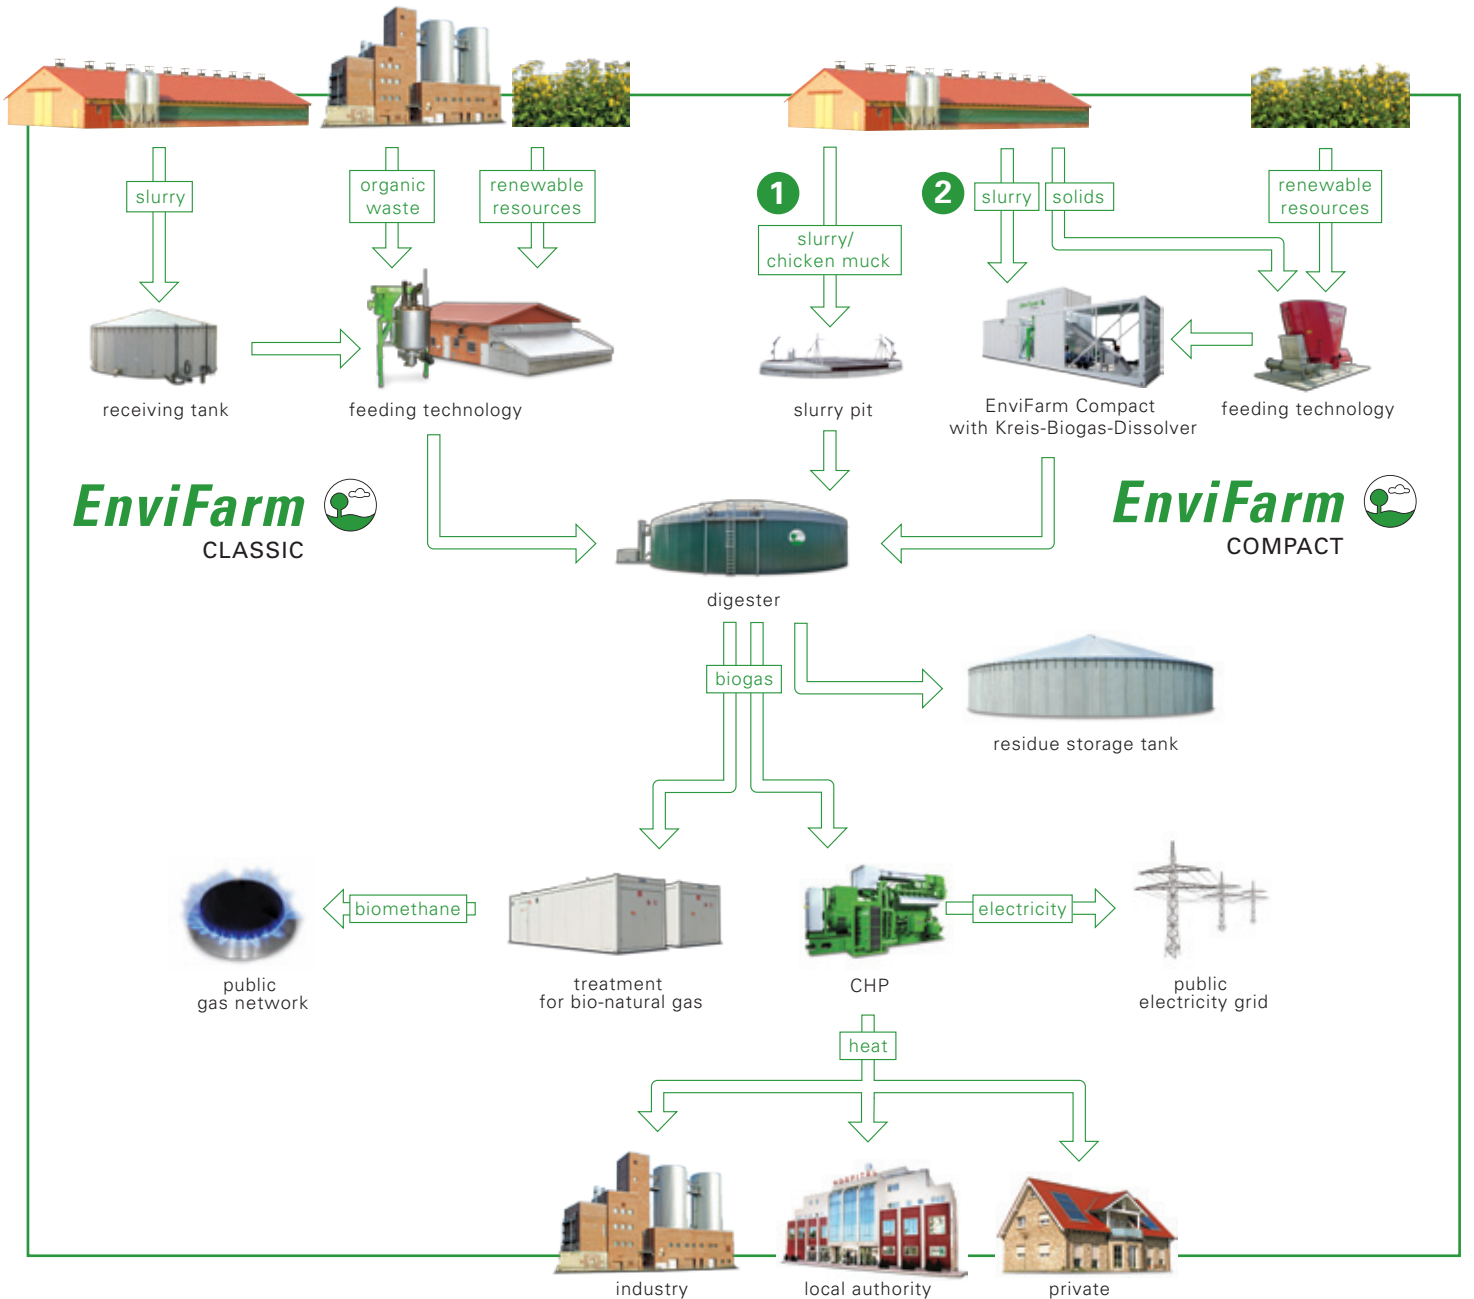 slurry
organic
waste
renewable
resources
1
slurry/
chicken muck
2
slurry
solids
renewable
resources
receiving tank
feeding technology
slurry pit
EnviFarm Compact
with Kreis-Biogas-Dissolver
feeding technology
EnviFarm
CLASSIC
EnviFarm
COMPACT
digester
biogas
residue storage tank
biomethane
electricity
public
gas network
treatment
for bio-natural gas
CHP
public
electricity grid
heat
HOSPITAL
industry
local authority
private